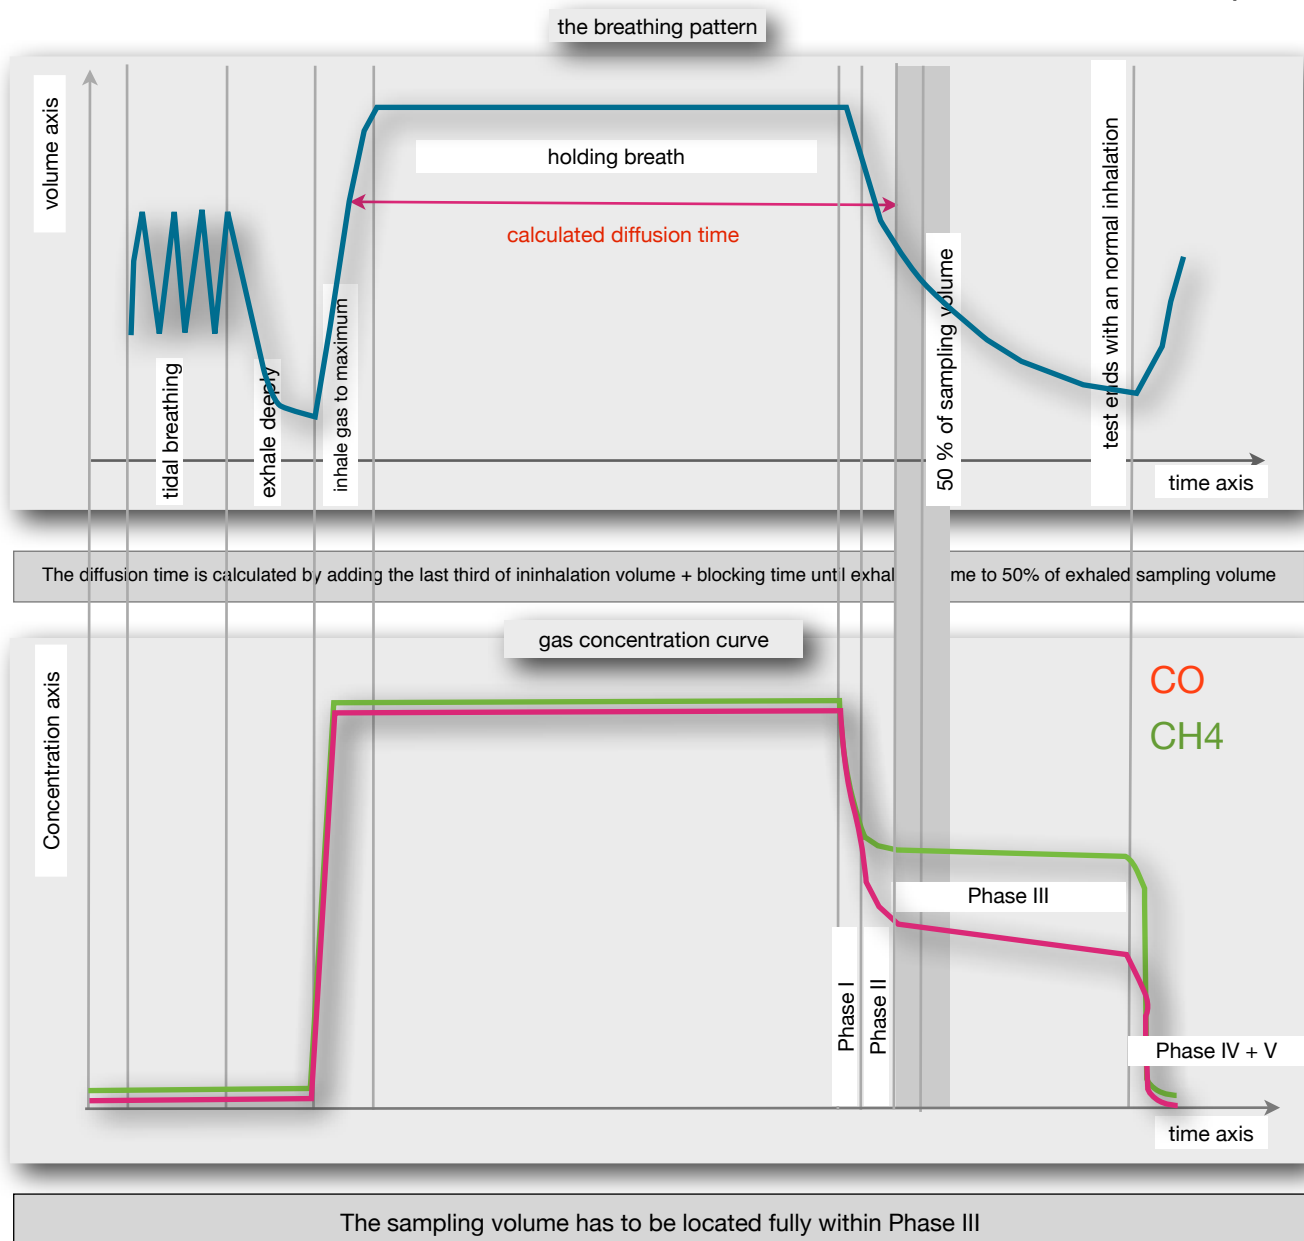 the breathing pattern
volume axis
holding breath
calculated diffusion time
tidal breathing
exhale deeply
inhale gas to maximum
50 % of sampling volume
test ends with an normal inhalation
time axis
The diffusion time is calculated by adding the last third of ininhalation volume + blocking time until exhal me to 50% of exhaled sampling volume
gas concentration curve
Concentration axis
CO
CH4
Phase III
Phase I
Phase II
Phase IV + V
time axis
The sampling volume has to be located fully within Phase III